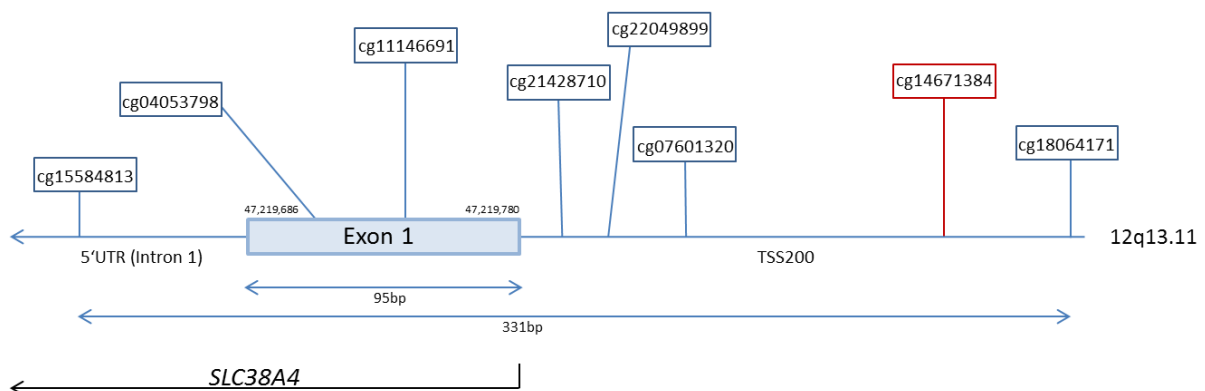 cg22049899
cg11146691
cg21428710
cg14671384
cg04053798
cg07601320
cg18064171
cg15584813
47,219,686
47,219,780
Exon 1
12q13.11
5‘UTR (Intron 1)
TSS200
95bp
331bp
SLC38A4